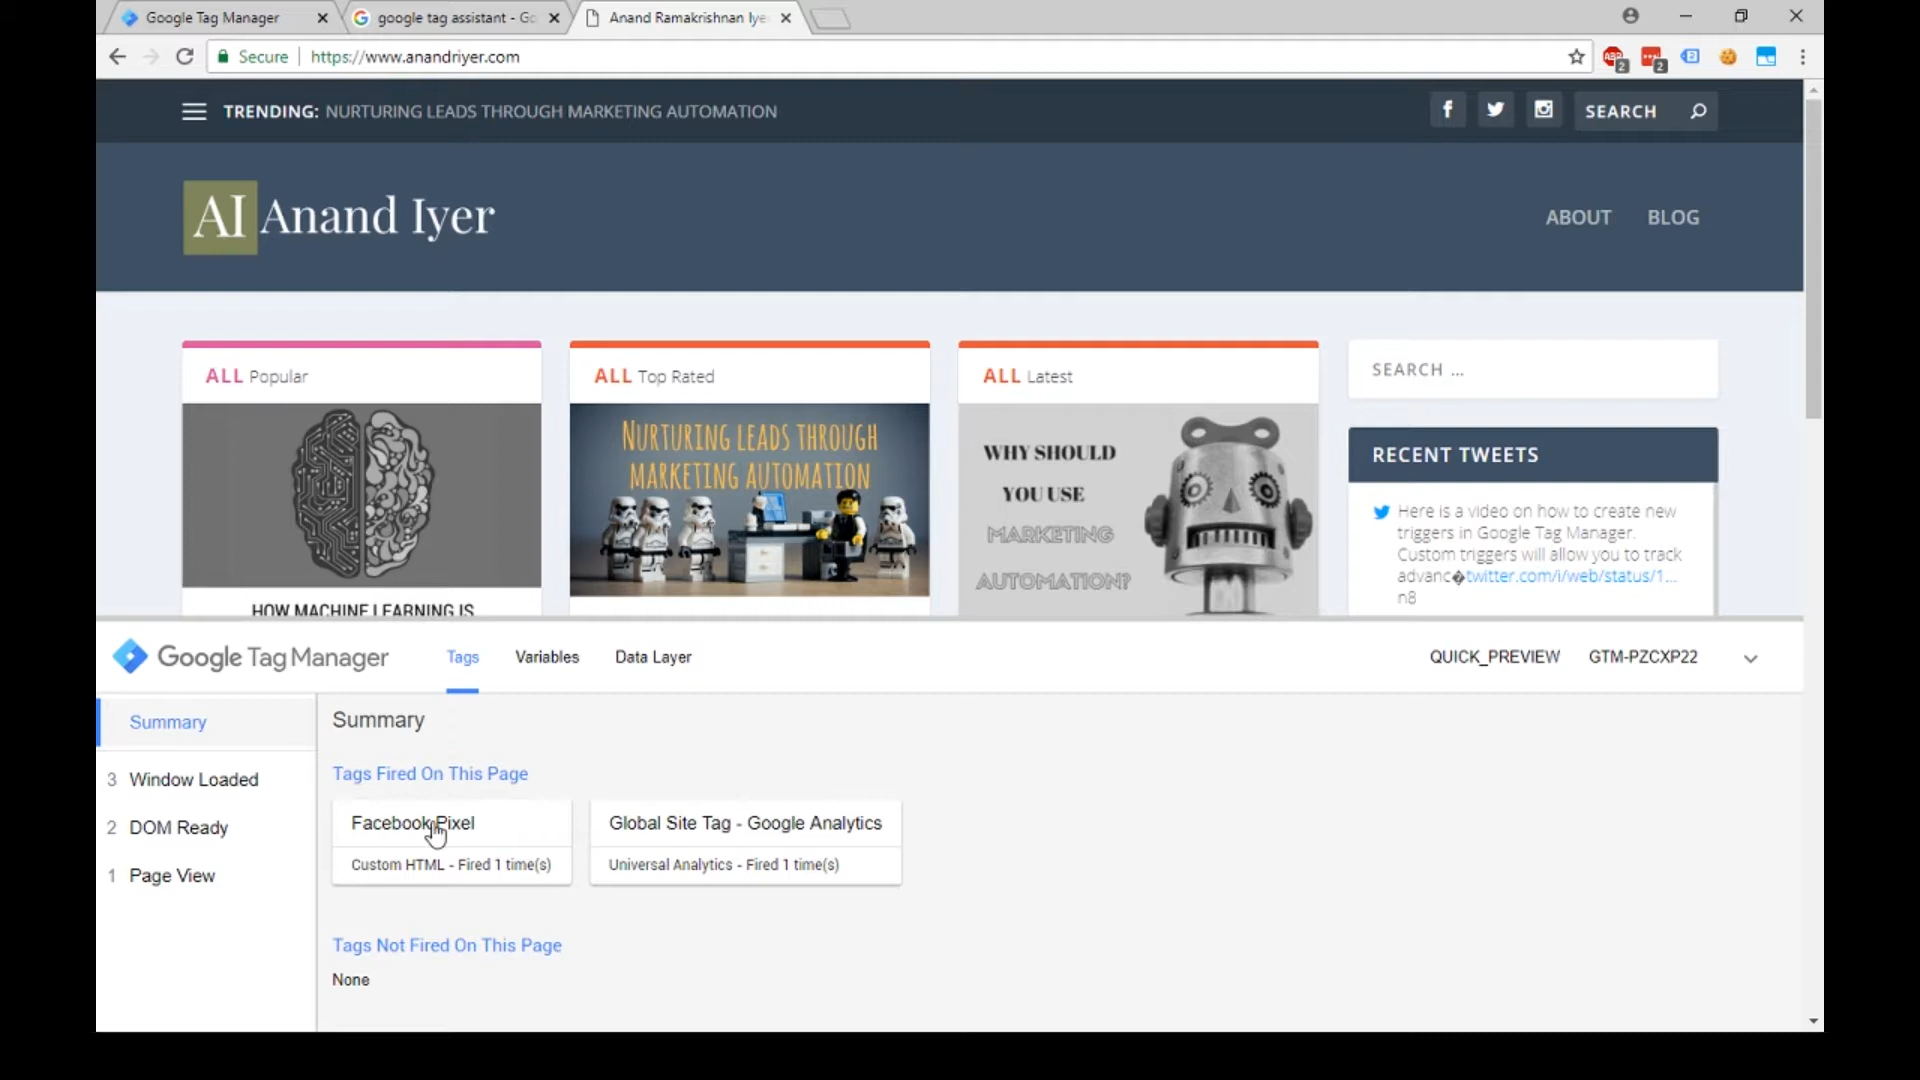 Google Tag Manager
google tag assistant - Go
Anand Ramakrishnan Iye
Secure
https://www.anandriyer.com
ABP
2
2
TRENDING: NURTURING LEADS THROUGH MARKETING AUTOMATION
SEARCH
AI Anand Iyer
ABOUT
BLOG
ALL Popular
ALL Top Rated
ALL Latest
SEARCH …
NURTURING LEADS THROUGH
MARKETING AUTOMATION
WHY SHOULD
YOU USE
MARKETING
AUTOMATION?
RECENT TWEETS
Here is a video on how to create new
triggers in Google Tag Manager.
Custom triggers will allow you to track
advanc�twitter.com/i/web/status/1…
n8
HOW MACHINE LEARNING IS
Google Tag Manager
Tags
Variables
Data Layer
QUICK_PREVIEW
GTM-PZCXP22
Summary
3 Window Loaded
2 DOM Ready
1 Page View
Summary
Tags Fired On This Page
Facebook Pixel
Custom HTML - Fired 1 time(s)
Global Site Tag - Google Analytics
Universal Analytics - Fired 1 time(s)
Tags Not Fired On This Page
None